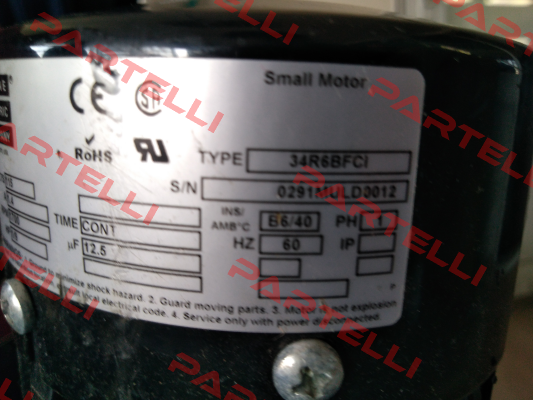 Small Motor
CE
RoHS
TYPE 34R6BFCI
S/N 0291MULD0012
TIME CONT INS/ AMB°C B6/40 PH 1
µF 12.5 HZ 60 IP
shock hazard. 2. Guard moving parts. 3. Motor is not explosion
local electrical code. 4. Service only with power disconnected.
PARTELLI
PARTELLI
PARTELLI
PARTELLI
PARTELLI
PARTELLI